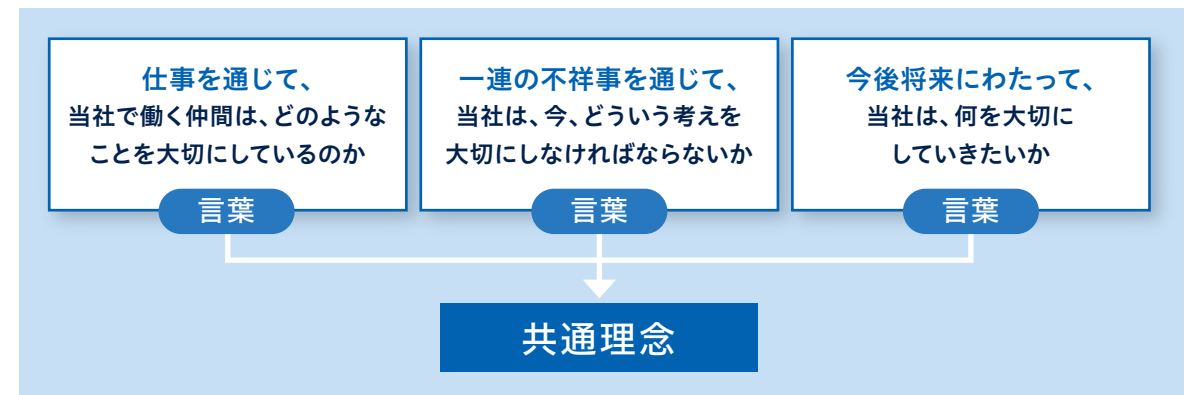 仕事を通じて、
当社で働く仲間は、どのような
ことを大切にしているのか
言葉
一連の不祥事を通じて、
当社は、今、どういう考えを
大切にしなければならないか
言葉
今後将来にわたって、
当社は、何を大切に
していきたいか
言葉
共通理念